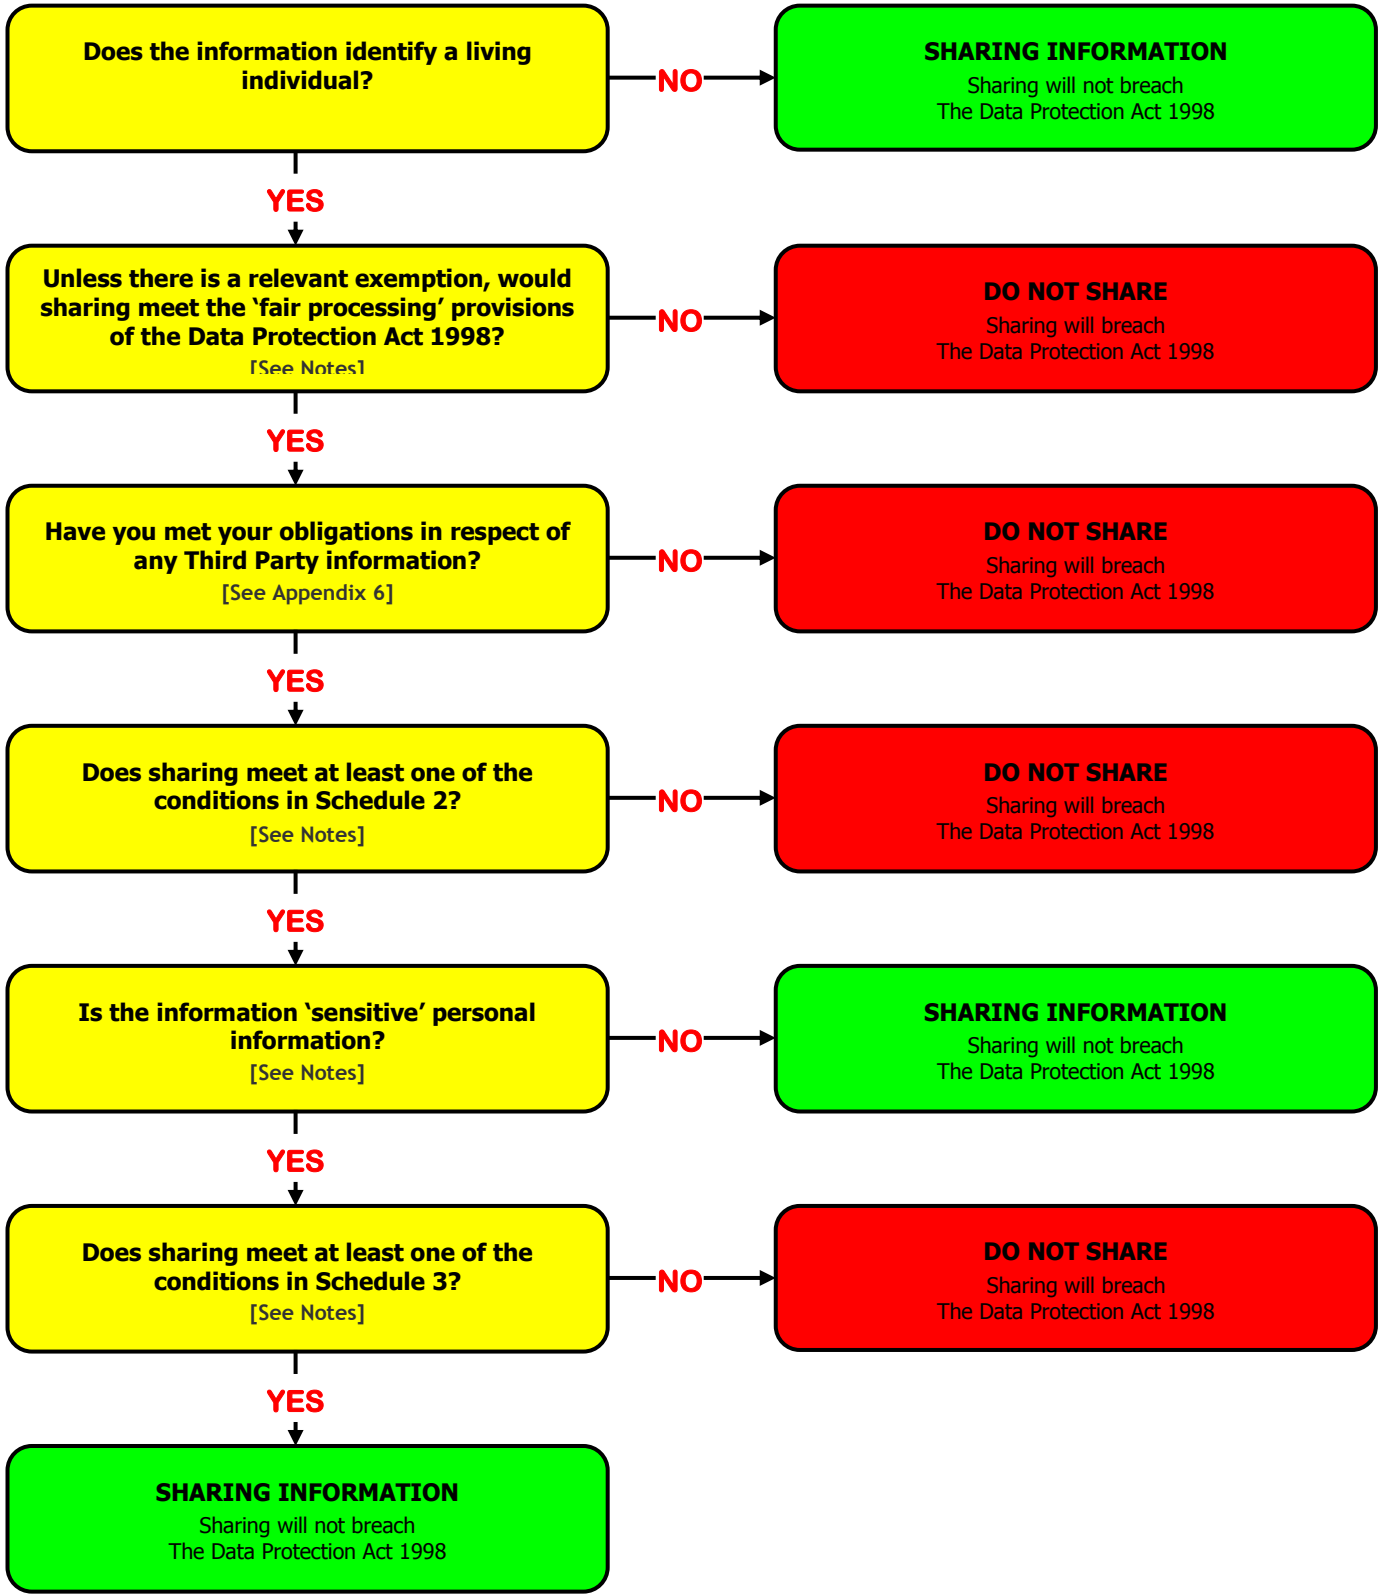 Does the information identify a living
individual?
NO
SHARING INFORMATION
Sharing will not breach
The Data Protection Act 1998
YES
Unless there is a relevant exemption, would
sharing meet the ‘fair processing’ provisions
of the Data Protection Act 1998?
[See Notes]
NO
DO NOT SHARE
Sharing will breach
The Data Protection Act 1998
YES
Have you met your obligations in respect of
any Third Party information?
[See Appendix 6]
NO
DO NOT SHARE
Sharing will breach
The Data Protection Act 1998
YES
Does sharing meet at least one of the
conditions in Schedule 2?
[See Notes]
NO
DO NOT SHARE
Sharing will breach
The Data Protection Act 1998
YES
Is the information ‘sensitive’ personal
information?
[See Notes]
NO
SHARING INFORMATION
Sharing will not breach
The Data Protection Act 1998
YES
Does sharing meet at least one of the
conditions in Schedule 3?
[See Notes]
NO
DO NOT SHARE
Sharing will breach
The Data Protection Act 1998
YES
SHARING INFORMATION
Sharing will not breach
The Data Protection Act 1998